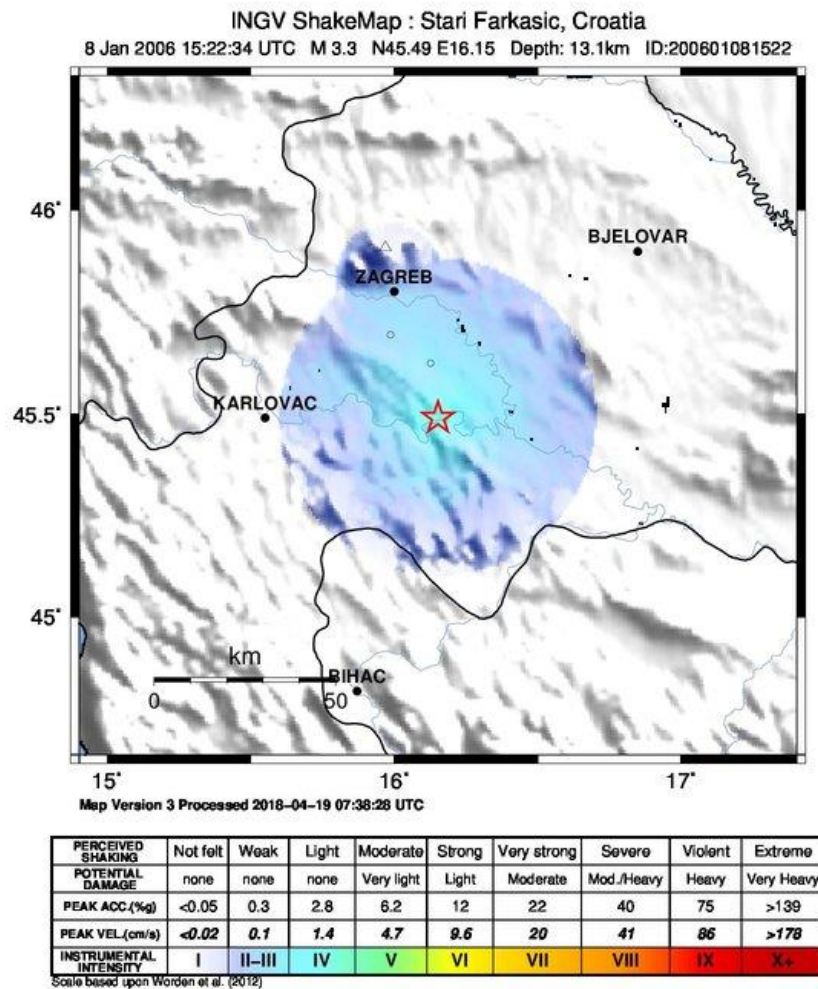 INGV ShakeMap : Stari Farkasic, Croatia
8 Jan 2006 15:22:34 UTC M 3.3 N45.49 E16.15 Depth: 13.1km ID:200601081522
46˚
BJELOVAR
ZAGREB
45.5˚
KARLOVAC
45˚
km
BIHAC
0 50
15˚ 16˚ 17˚
Map Version 3 Processed 2018-04-19 07:38:28 UTC
PERCEIVED SHAKING Not felt Weak Light Moderate Strong Very strong Severe Violent Extreme
POTENTIAL DAMAGE none none none Very light Light Moderate Mod./Heavy Heavy Very Heavy
PEAK ACC.(%g) <0.05 0.3 2.8 6.2 12 22 40 75 >139
PEAK VEL.(cm/s) <0.02 0.1 1.4 4.7 9.6 20 41 86 >178
INSTRUMENTAL INTENSITY I II-III IV V VI VII VIII IX X+
Scale based upon Worden et al. (2012)